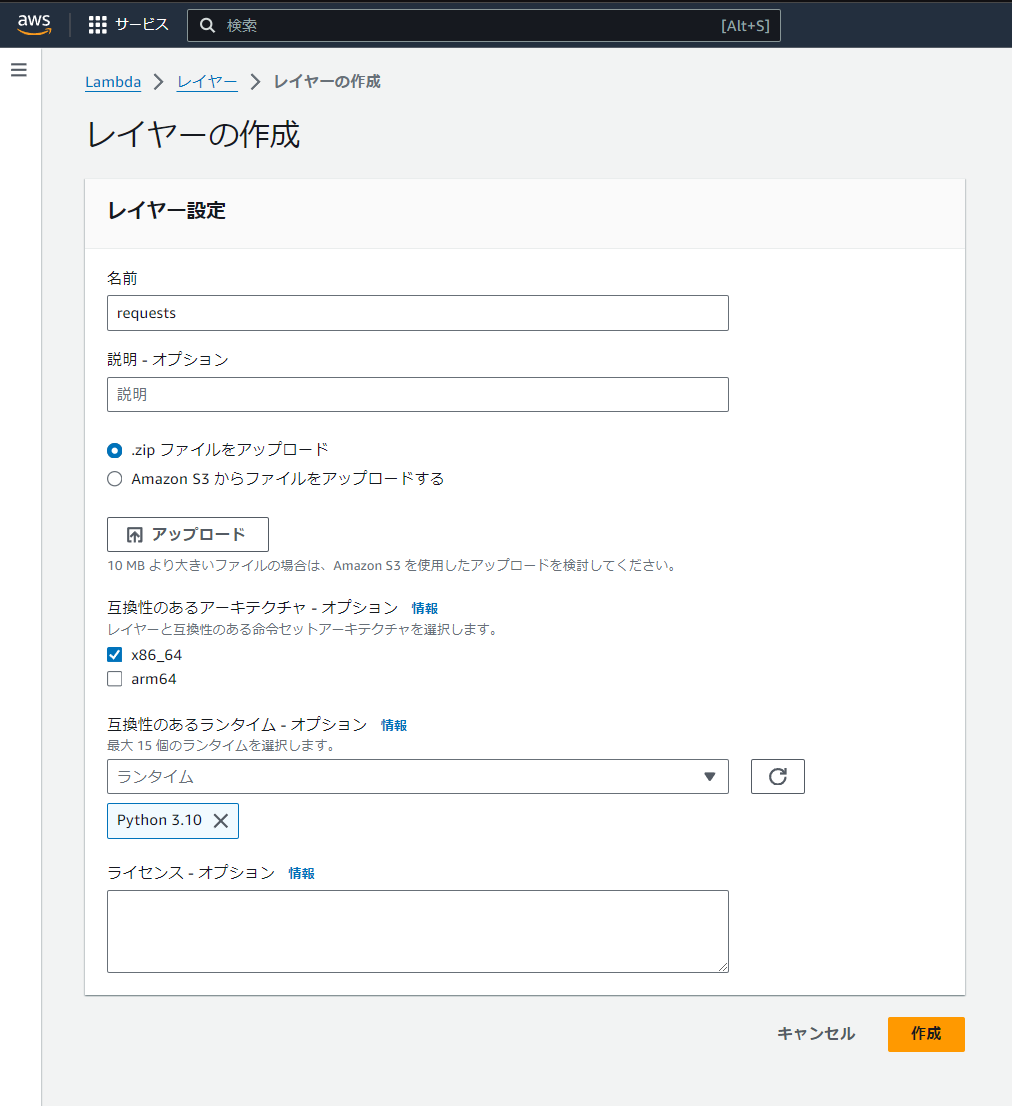 aws サービス 検索 [Alt+S]
Lambda レイヤー レイヤーの作成
レイヤーの作成
レイヤー設定
名前
requests
説明 - オプション
説明
.zip ファイルをアップロード
Amazon S3 からファイルをアップロードする
アップロード
10 MB より大きいファイルの場合は、Amazon S3 を使用したアップロードを検討してください。
互換性のあるアーキテクチャ - オプション 情報
レイヤーと互換性のある命令セットアーキテクチャを選択します。
x86_64
arm64
互換性のあるランタイム - オプション 情報
最大 15 個のランタイムを選択します。
ランタイム
Python 3.10
ライセンス - オプション 情報
キャンセル 作成